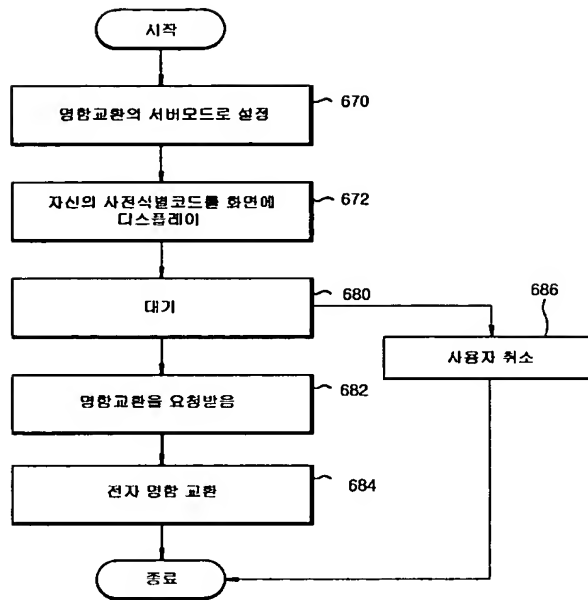 시작
명함교환의 서버모드로 설정
670
자신의 사전식별코드를 화면에
디스플레이
672
대기
680
686
사용자 취소
명함교환을 요청받음
682
전자 명함 교환
684
종료